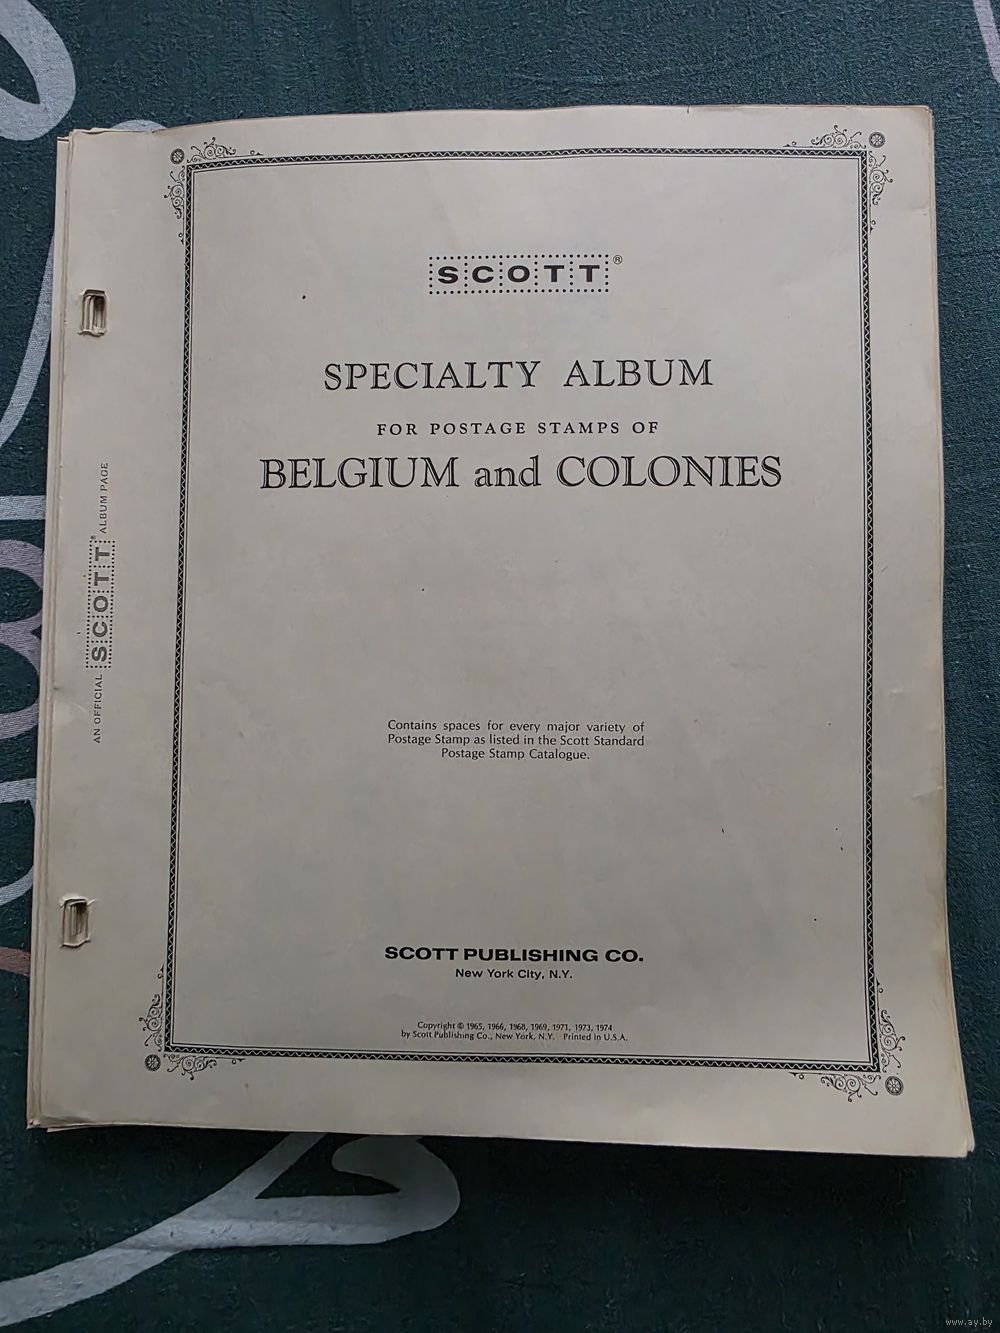 SCOTT®
SPECIALTY ALBUM
FOR POSTAGE STAMPS OF
BELGIUM and COLONIES
AN OFFICIAL SCOTT® ALBUM PAGE
Contains spaces for every major variety of
Postage Stamp as listed in the Scott Standard
Postage Stamp Catalogue.
SCOTT PUBLISHING CO.
New York City, N.Y.
Copyright © 1965, 1966, 1968, 1969, 1971, 1973, 1974
by Scott Publishing Co., New York, N.Y. Printed in U.S.A.
www.ay.by